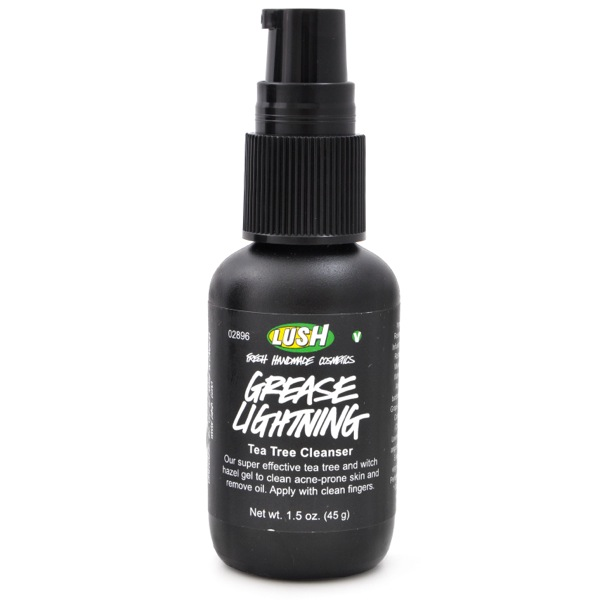 02896 LUSH V
FRESH HANDMADE COSMETICS
GREASE
LIGHTNING
Tea Tree Cleanser
Our super effective tea tree and witch
hazel gel to clean acne-prone skin and
remove oil. Apply with clean fingers.
Net wt. 1.5 oz. (45 g)